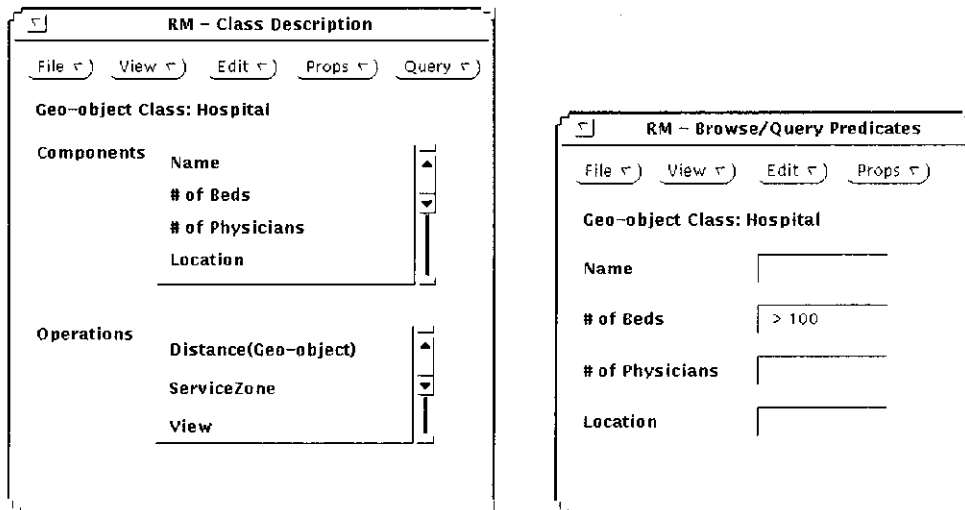 RM - Class Description
File View Edit Props Query
Geo-object Class: Hospital
Components
Name
# of Beds
# of Physicians
Location
Operations
Distance(Geo-object)
ServiceZone
View
RM - Browse/Query Predicates
File View Edit Props
Geo-object Class: Hospital
Name
# of Beds > 100
# of Physicians
Location